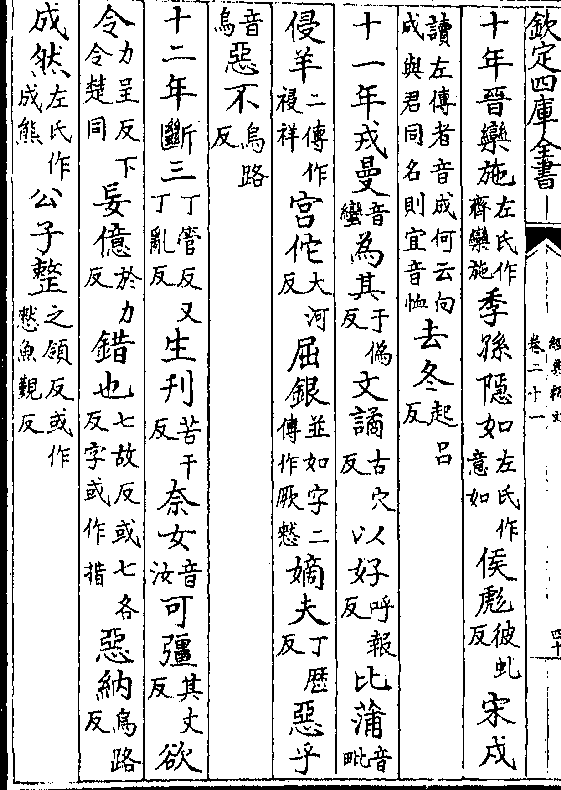 欽定四庫全書
經典釋文
卷二十一
四十
十年晉欒施左氏作齊欒施季孫隱如左氏作意如侯彪彼虬反宋戌
讀左傳者音成何云向成與君同名則宜音恤去冬起呂反
十一年戎曼音蠻為其于偽反文譎古穴反以好呼報反比蒲音毗
侵羊二傳作祲祥宮佗大河反屈銀並如字二傳作厥憖嫡夫丁歷反惡乎
音烏惡不烏路反
十二年斷三丁管反又丁亂反生刋苦干反奈女音汝可彊其丈反欲
令力呈反下令楚同妄億於力反錯也七故反或七各反字或作措惡納烏路反
成然左氏作成熊公子整之領反或作憖魚覲反